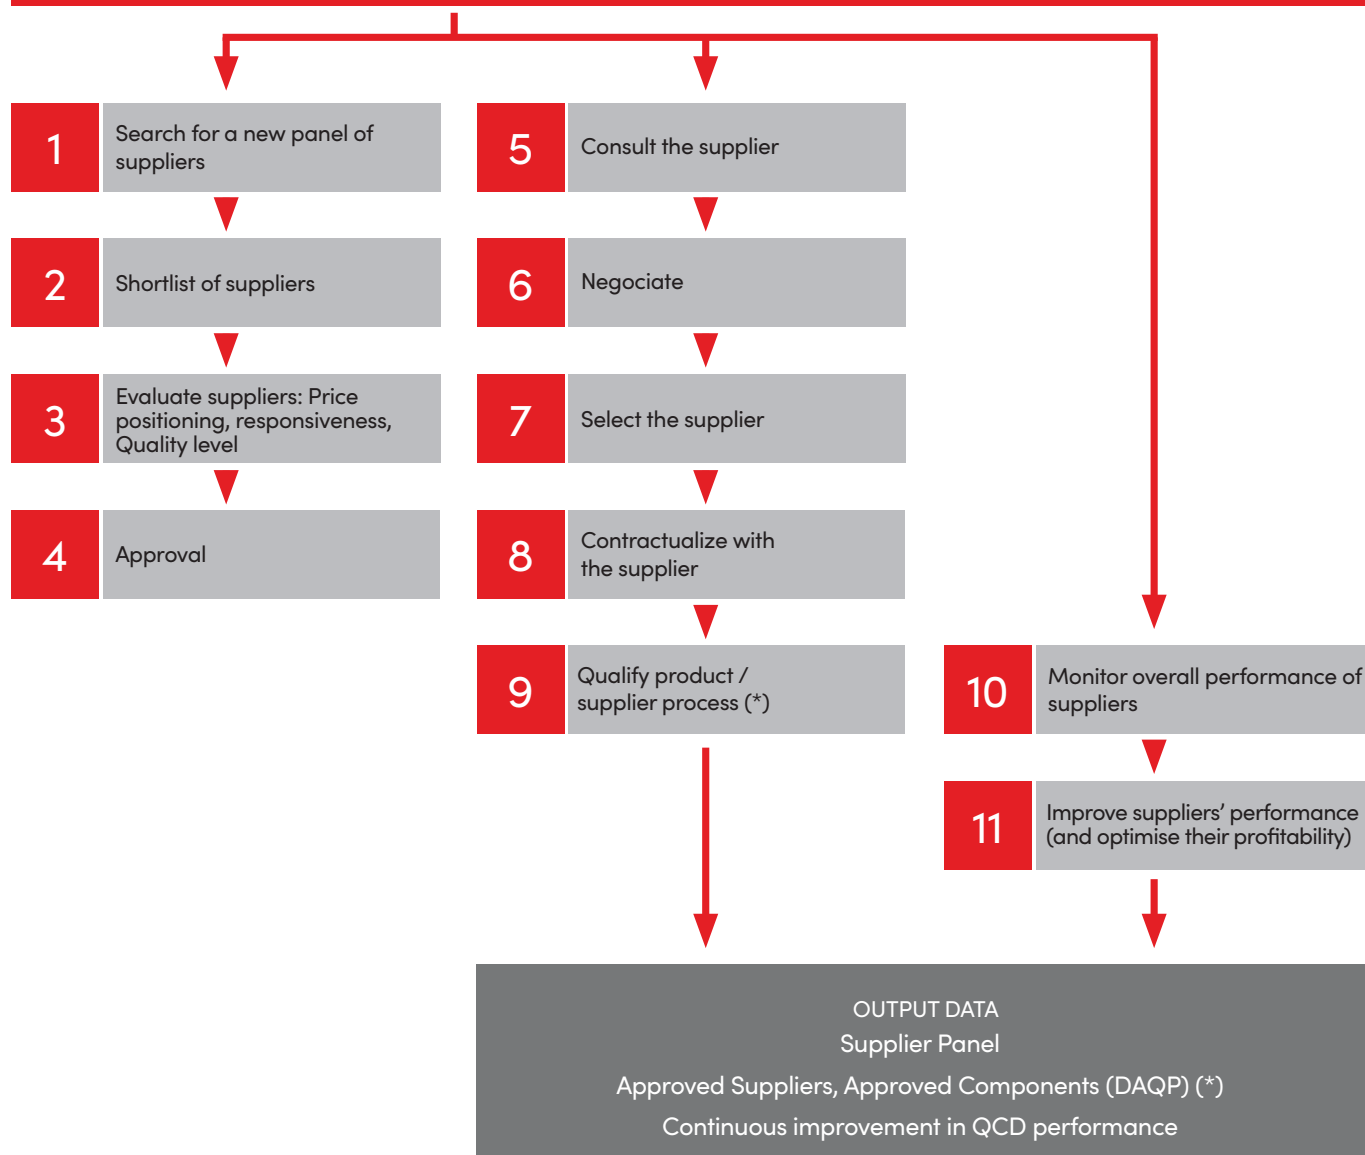 1
Search for a new panel of
suppliers
2
Shortlist of suppliers
3
Evaluate suppliers: Price
positioning, responsiveness,
Quality level
4
Approval
5
Consult the supplier
6
Negociate
7
Select the supplier
8
Contractualize with
the supplier
9
Qualify product /
supplier process (*)
10
Monitor overall performance of
suppliers
11
Improve suppliers’ performance
(and optimise their profitability)
OUTPUT DATA
Supplier Panel
Approved Suppliers, Approved Components (DAQP) (*)
Continuous improvement in QCD performance